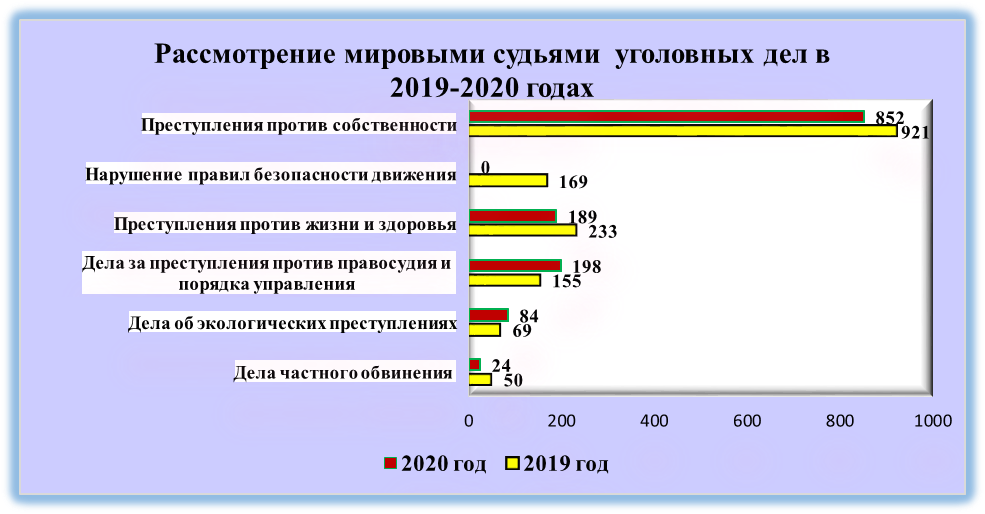 Рассмотрение мировыми судьями уголовных дел в
2019-2020 годах
Преступления против собственности
852
921
Нарушение правил безопасности движения
0
169
Преступления против жизни и здоровья
189
233
Дела за преступления против правосудия и
порядка управления
198
155
Дела об экологических преступлениях
84
69
Дела частного обвинения
24
50
0 200 400 600 800 1000
2020 год 2019 год